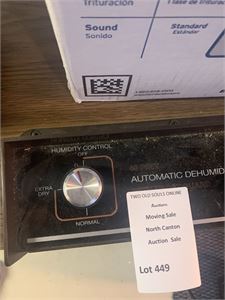 Trituración
Sound
Sonido
Standard
Estándar
HUMIDITY CONTROL
OFF
EXTRA
DRY
NORMAL
AUTOMATIC DEHUMID
TWO OLD SOULS ONLINE
Auctions
Moving Sale
North Canton
Auction Sale
Lot 449